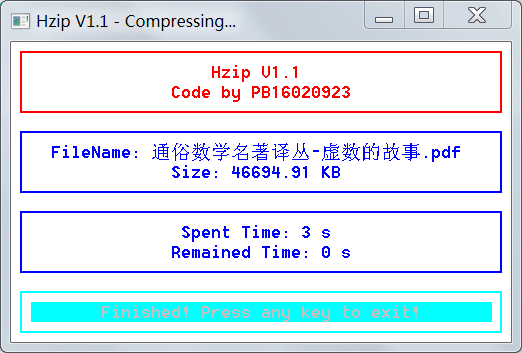 Hzip V1.1 - Compressing...
Hzip V1.1
Code by PB16020923
FileName: 通俗数学名著译丛-虚数的故事.pdf
Size: 46694.91 KB
Spent Time: 3 s
Remained Time: 0 s
Finished! Press any key to exit!